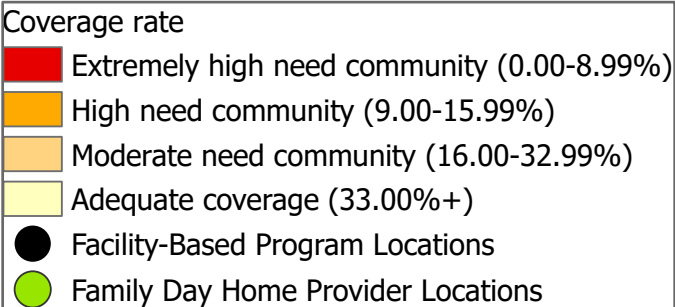 Coverage rate
Extremely high need community (0.00-8.99%)
High need community (9.00-15.99%)
Moderate need community (16.00-32.99%)
Adequate coverage (33.00%+)
Facility-Based Program Locations
Family Day Home Provider Locations